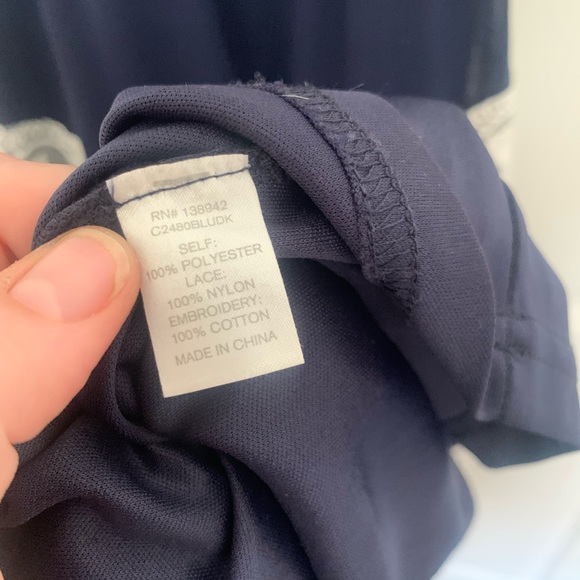 RN# 138942
C2480BLUDK
SELF:
100% POLYESTER
LACE:
100% NYLON
EMBROIDERY:
100% COTTON
MADE IN CHINA